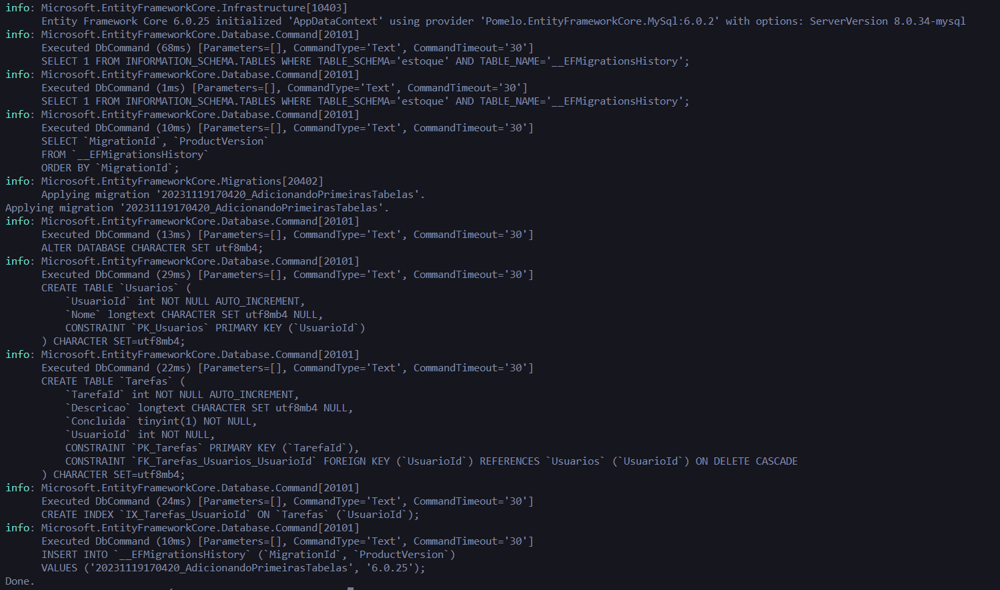 info: Microsoft.EntityFrameworkCore.Infrastructure[10403]
      Entity Framework Core 6.0.25 initialized 'AppDataContext' using provider 'Pomelo.EntityFrameworkCore.MySql:6.0.2' with options: ServerVersion 8.0.34-mysql
info: Microsoft.EntityFrameworkCore.Database.Command[20101]
      Executed DbCommand (68ms) [Parameters=[], CommandType='Text', CommandTimeout='30']
      SELECT 1 FROM INFORMATION_SCHEMA.TABLES WHERE TABLE_SCHEMA='estoque' AND TABLE_NAME='__EFMigrationsHistory';
info: Microsoft.EntityFrameworkCore.Database.Command[20101]
      Executed DbCommand (1ms) [Parameters=[], CommandType='Text', CommandTimeout='30']
      SELECT 1 FROM INFORMATION_SCHEMA.TABLES WHERE TABLE_SCHEMA='estoque' AND TABLE_NAME='__EFMigrationsHistory';
info: Microsoft.EntityFrameworkCore.Database.Command[20101]
      Executed DbCommand (10ms) [Parameters=[], CommandType='Text', CommandTimeout='30']
      SELECT `MigrationId`, `ProductVersion`
      FROM `__EFMigrationsHistory`
      ORDER BY `MigrationId`;
info: Microsoft.EntityFrameworkCore.Migrations[20402]
      Applying migration '20231119170420_AdicionandoPrimeirasTabelas'.
Applying migration '20231119170420_AdicionandoPrimeirasTabelas'.
info: Microsoft.EntityFrameworkCore.Database.Command[20101]
      Executed DbCommand (13ms) [Parameters=[], CommandType='Text', CommandTimeout='30']
      ALTER DATABASE CHARACTER SET utf8mb4;
info: Microsoft.EntityFrameworkCore.Database.Command[20101]
      Executed DbCommand (29ms) [Parameters=[], CommandType='Text', CommandTimeout='30']
      CREATE TABLE `Usuarios` (
          `UsuarioId` int NOT NULL AUTO_INCREMENT,
          `Nome` longtext CHARACTER SET utf8mb4 NULL,
          CONSTRAINT `PK_Usuarios` PRIMARY KEY (`UsuarioId`)
      ) CHARACTER SET=utf8mb4;
info: Microsoft.EntityFrameworkCore.Database.Command[20101]
      Executed DbCommand (22ms) [Parameters=[], CommandType='Text', CommandTimeout='30']
      CREATE TABLE `Tarefas` (
          `TarefaId` int NOT NULL AUTO_INCREMENT,
          `Descricao` longtext CHARACTER SET utf8mb4 NULL,
          `Concluida` tinyint(1) NOT NULL,
          `UsuarioId` int NOT NULL,
          CONSTRAINT `PK_Tarefas` PRIMARY KEY (`TarefaId`),
          CONSTRAINT `FK_Tarefas_Usuarios_UsuarioId` FOREIGN KEY (`UsuarioId`) REFERENCES `Usuarios` (`UsuarioId`) ON DELETE CASCADE
      ) CHARACTER SET=utf8mb4;
info: Microsoft.EntityFrameworkCore.Database.Command[20101]
      Executed DbCommand (24ms) [Parameters=[], CommandType='Text', CommandTimeout='30']
      CREATE INDEX `IX_Tarefas_UsuarioId` ON `Tarefas` (`UsuarioId`);
info: Microsoft.EntityFrameworkCore.Database.Command[20101]
      Executed DbCommand (10ms) [Parameters=[], CommandType='Text', CommandTimeout='30']
      INSERT INTO `__EFMigrationsHistory` (`MigrationId`, `ProductVersion`)
      VALUES ('20231119170420_AdicionandoPrimeirasTabelas', '6.0.25');
Done.